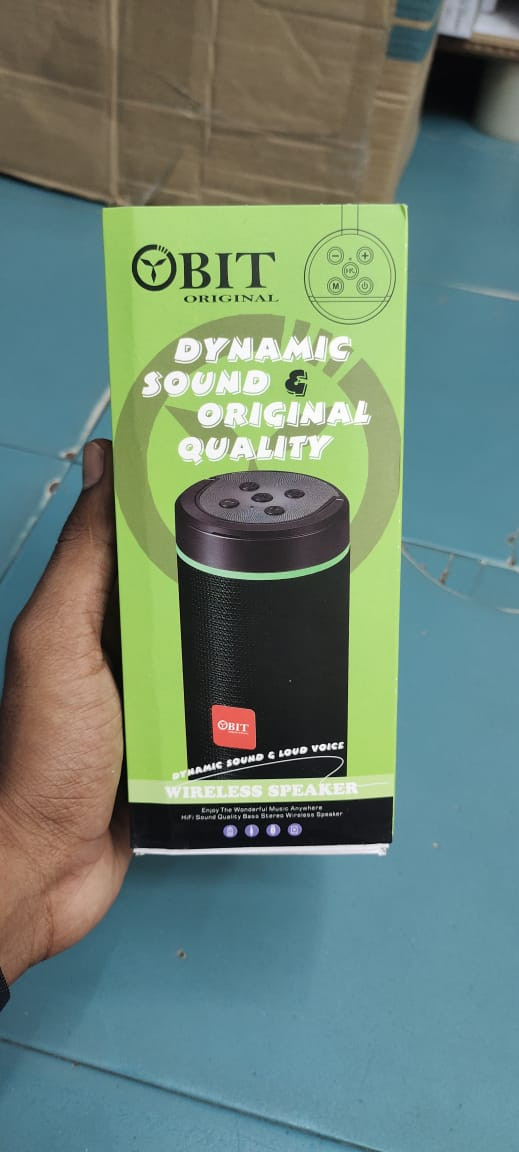 OBIT
ORIGINAL
M
DYNAMIC
SOUND &
ORIGINAL
QUALITY
OBIT
DYNAMIC SOUND & LOUD VOICE
WIRELESS SPEAKER
Enjoy The Wonderful Music Anywhere
HiFi Sound Quality Bass Stereo Wireless Speaker